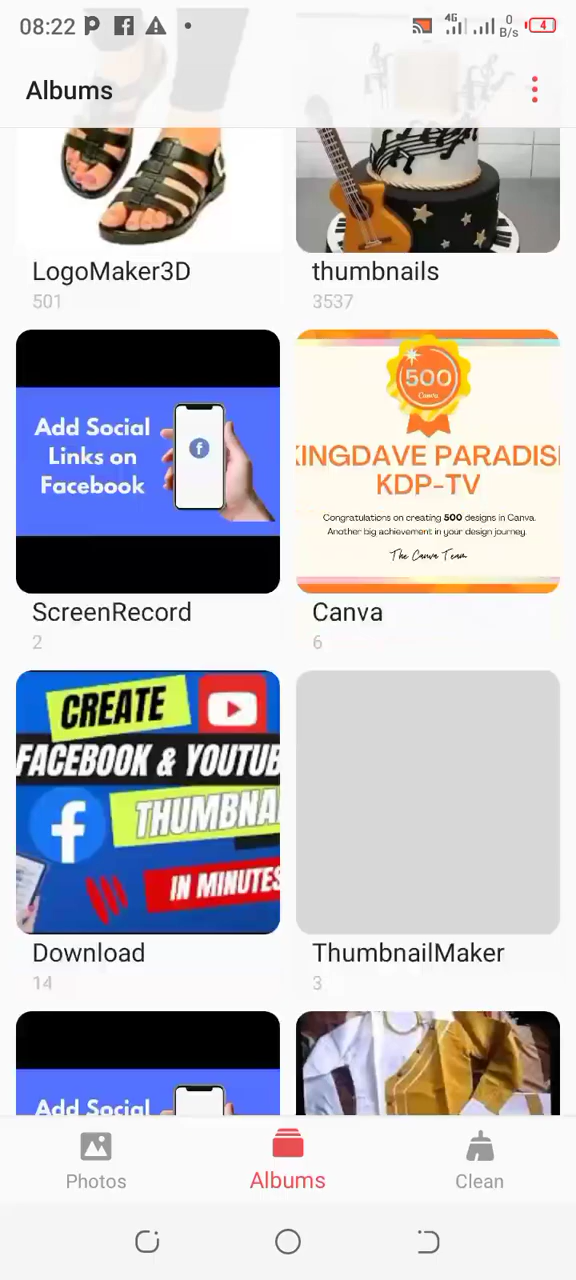 08:22
4G
0
B/s
4
Albums
LogoMaker3D
thumbnails
501
3537
Add Social
Links on
Facebook
500
Canva
KINGDAVE PARADIS
KDP-TV
Congratulations on creating 500 designs in Canva.
Another big achievement in your design journey.
The Canva Team
ScreenRecord
Canva
2
6
CREATE
FACEBOOK & YOUTUB
THUMBNA
IN MINUTES
Download
ThumbnailMaker
14
3
Add Social
Photos
Albums
Clean